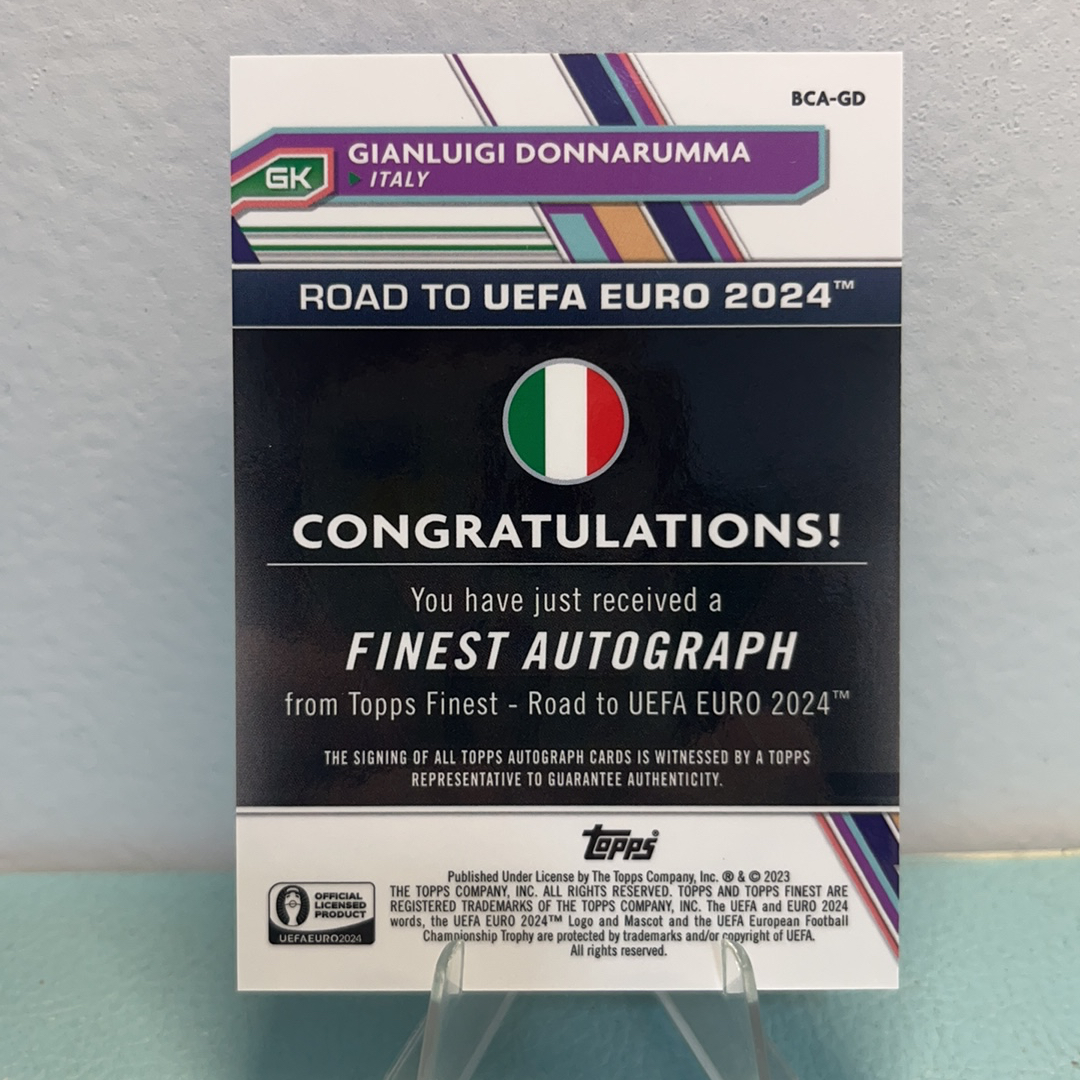 BCA-GD
GIANLUIGI DONNARUMMA
GK
ITALY
ROAD TO UEFA EURO 2024™
CONGRATULATIONS!
You have just received a
FINEST AUTOGRAPH
from Topps Finest - Road to UEFA EURO 2024™
THE SIGNING OF ALL TOPPS AUTOGRAPH CARDS IS WITNESSED BY A TOPPS
REPRESENTATIVE TO GUARANTEE AUTHENTICITY.
topps®
Published Under License by The Topps Company, Inc. ® & © 2023
THE TOPPS COMPANY, INC. ALL RIGHTS RESERVED. TOPPS AND TOPPS FINEST ARE
REGISTERED TRADEMARKS OF THE TOPPS COMPANY, INC. The UEFA and EURO 2024
words, the UEFA EURO 2024™ Logo and Mascot and the UEFA European Football
Championship Trophy are protected by trademarks and/or copyright of UEFA.
All rights reserved.
OFFICIAL
LICENSED
PRODUCT
UEFAEURO2024